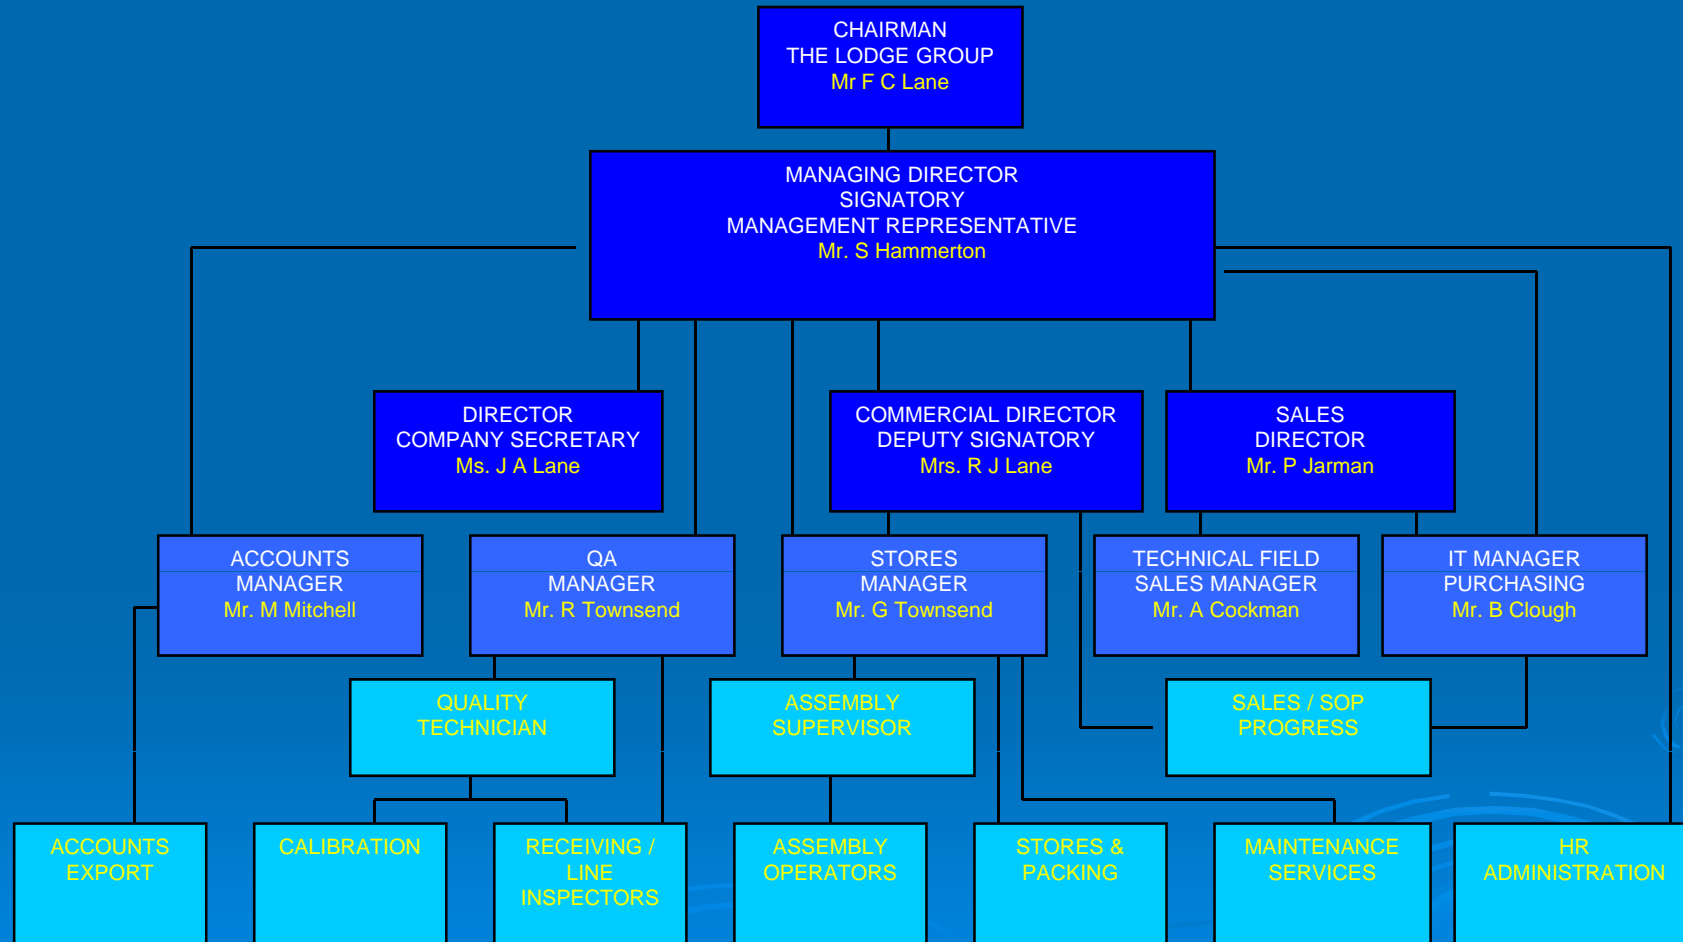 CHAIRMAN
THE LODGE GROUP
Mr F C Lane
MANAGING DIRECTOR
SIGNATORY
MANAGEMENT REPRESENTATIVE
Mr. S Hammerton
DIRECTOR
COMPANY SECRETARY
Ms. J A Lane
COMMERCIAL DIRECTOR
DEPUTY SIGNATORY
Mrs. R J Lane
SALES
DIRECTOR
Mr. P Jarman
ACCOUNTS
MANAGER
Mr. M Mitchell
QA
MANAGER
Mr. R Townsend
STORES
MANAGER
Mr. G Townsend
TECHNICAL FIELD
SALES MANAGER
Mr. A Cockman
IT MANAGER
PURCHASING
Mr. B Clough
QUALITY
TECHNICIAN
ASSEMBLY
SUPERVISOR
SALES / SOP
PROGRESS
ACCOUNTS
EXPORT
CALIBRATION
RECEIVING /
LINE
INSPECTORS
ASSEMBLY
OPERATORS
STORES &
PACKING
MAINTENANCE
SERVICES
HR
ADMINISTRATION